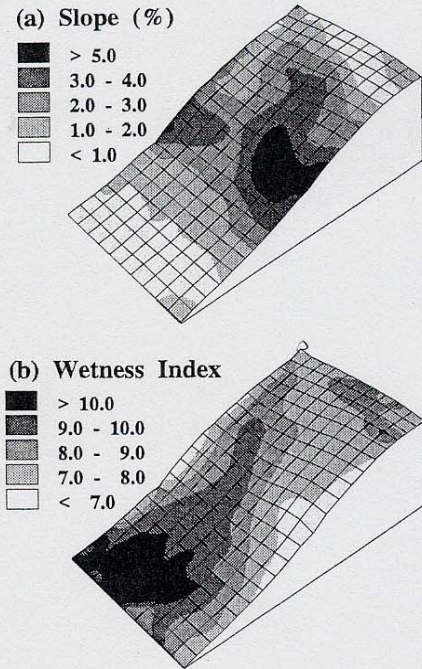 (a) Slope (%)
> 5.0
3.0 - 4.0
2.0 - 3.0
1.0 - 2.0
< 1.0
(b) Wetness Index
> 10.0
9.0 - 10.0
8.0 - 9.0
7.0 - 8.0
< 7.0